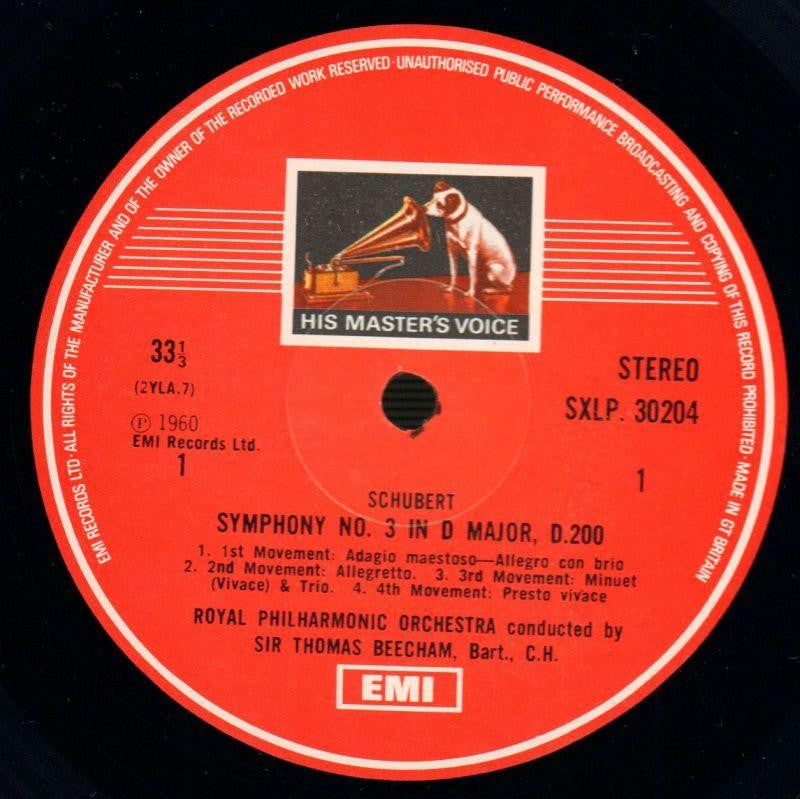 EMI RECORDS LTD·ALL RIGHTS OF THE MANUFACTURER AND OF THE OWNER OF THE RECORDED WORK RESERVED·UNAUTHORISED PUBLIC PERFORMANCE BROADCASTING AND COPYING OF THIS RECORD PROHIBITED·MADE IN GT BRITAIN
HIS MASTER'S VOICE
33⅓
(2YLA.7)
Ⓟ 1960
EMI Records Ltd.
1
STEREO
SXLP. 30204
1
SCHUBERT
SYMPHONY NO. 3 IN D MAJOR, D.200
1. 1st Movement: Adagio maestoso—Allegro con brio
2. 2nd Movement: Allegretto. 3. 3rd Movement: Minuet
(Vivace) & Trio. 4. 4th Movement: Presto vivace
ROYAL PHILHARMONIC ORCHESTRA conducted by
SIR THOMAS BEECHAM, Bart., C.H.
EMI